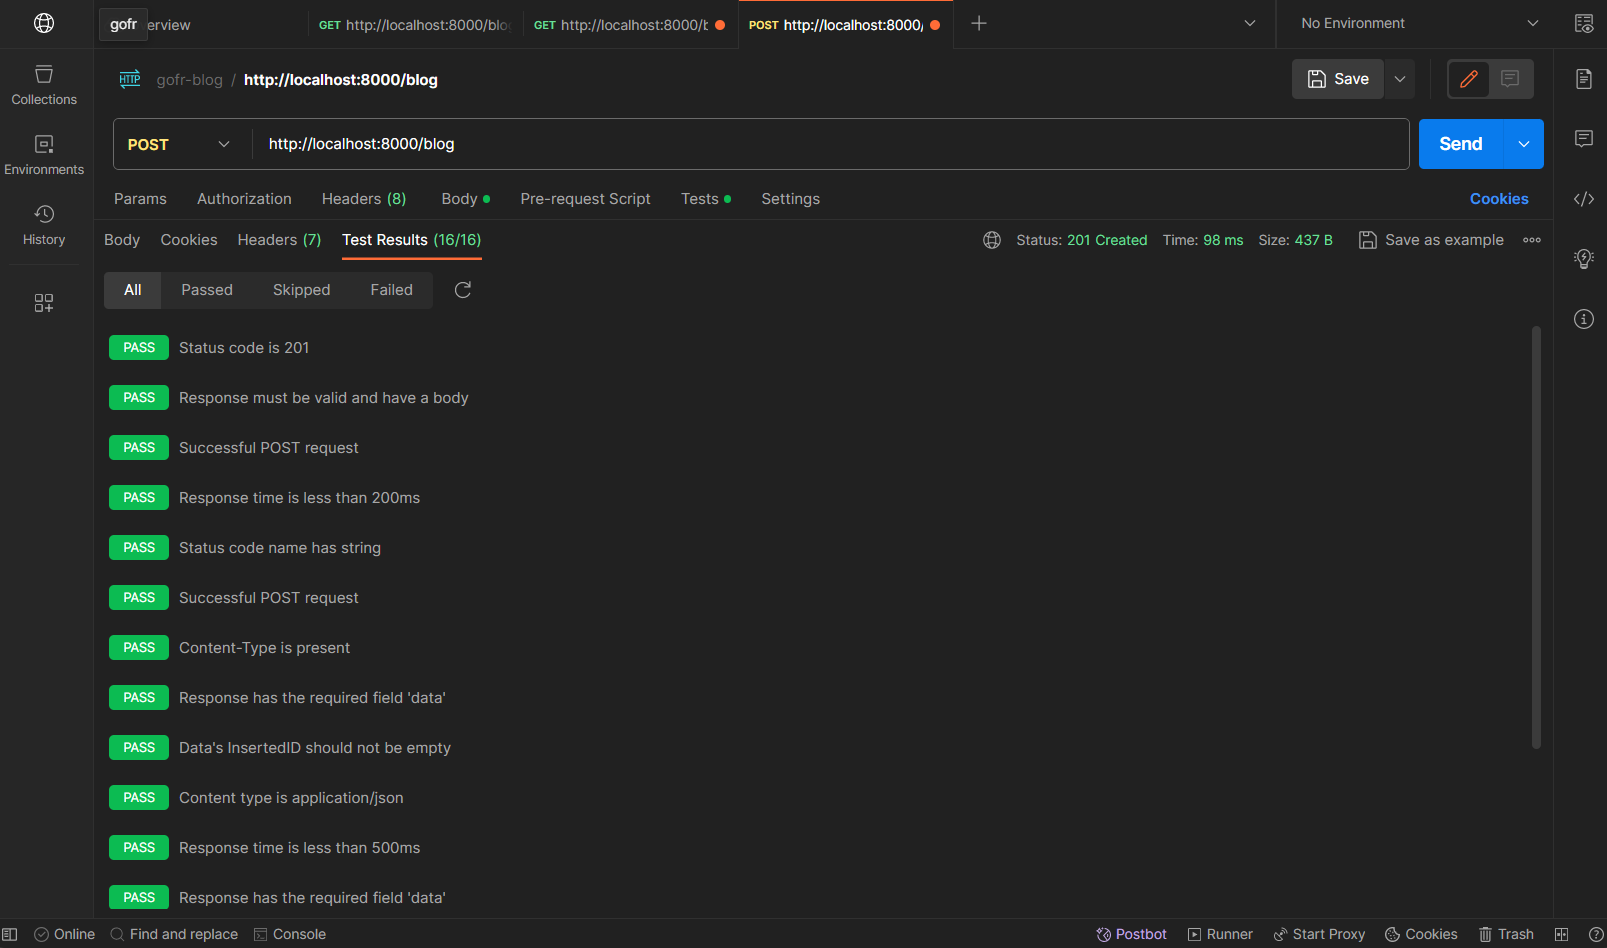 gofr
erview
GET http://localhost:8000/blog
GET http://localhost:8000/b
POST http://localhost:8000/
No Environment
Collections
Environments
History
HTTP gofr-blog / http://localhost:8000/blog
Save
POST http://localhost:8000/blog
Send
Params Authorization Headers (8) Body Pre-request Script Tests Settings Cookies
Body Cookies Headers (7) Test Results (16/16)
Status: 201 Created Time: 98 ms Size: 437 B Save as example
All Passed Skipped Failed
PASS Status code is 201
PASS Response must be valid and have a body
PASS Successful POST request
PASS Response time is less than 200ms
PASS Status code name has string
PASS Successful POST request
PASS Content-Type is present
PASS Response has the required field 'data'
PASS Data's InsertedID should not be empty
PASS Content type is application/json
PASS Response time is less than 500ms
PASS Response has the required field 'data'
Online Find and replace Console
Postbot Runner Start Proxy Cookies Trash